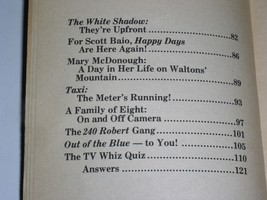 The White Shadow:
They're Upfront 82
For Scott Baio, Happy Days
Are Here Again! 86
Mary McDonough:
A Day in Her Life on Waltons'
Mountain 89
Taxi:
The Meter's Running! 93
A Family of Eight:
On and Off Camera 97
The 240 Robert Gang 101
Out of the Blue — to You! 105
The TV Whiz Quiz 110
Answers 121